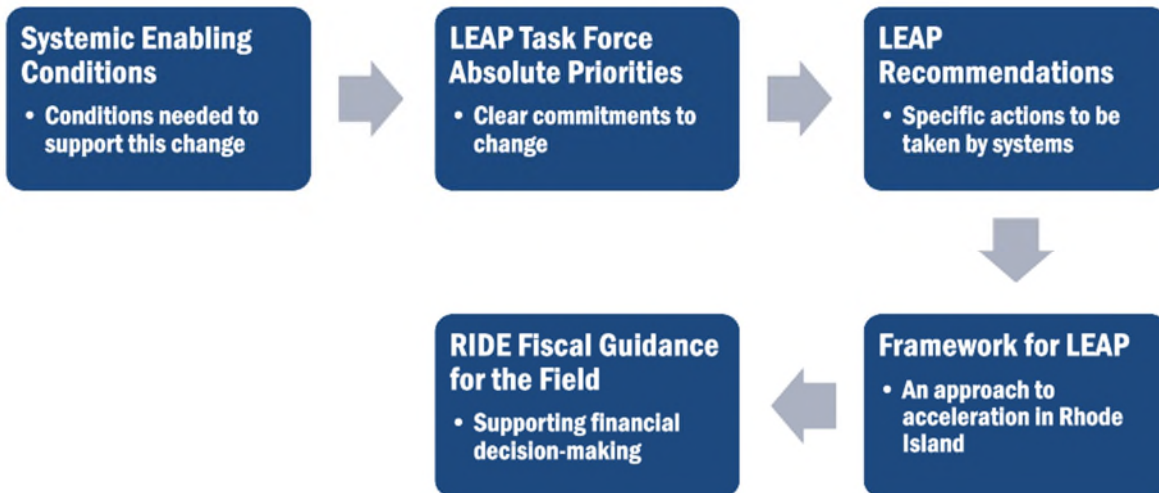 Systemic Enabling
Conditions
• Conditions needed to
support this change
LEAP Task Force
Absolute Priorities
• Clear commitments to
change
LEAP
Recommendations
• Specific actions to be
taken by systems
Framework for LEAP
• An approach to
acceleration in Rhode
Island
RIDE Fiscal Guidance
for the Field
• Supporting financial
decision-making